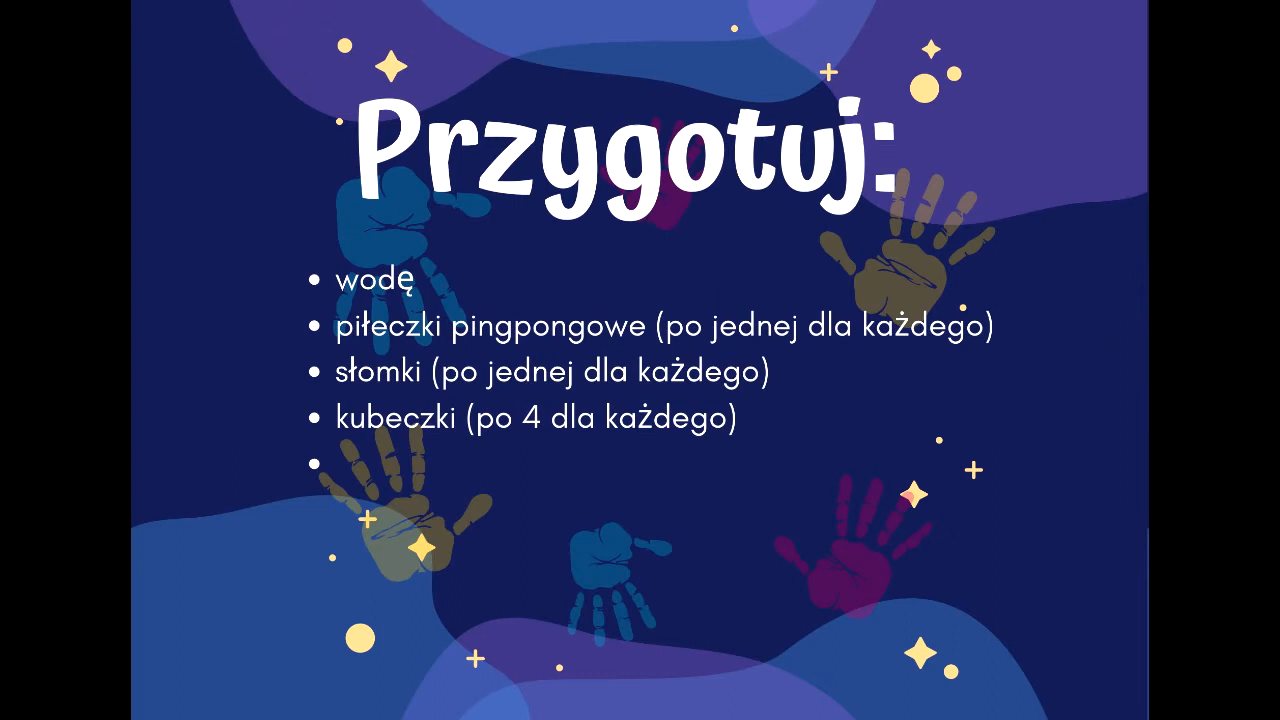 Przygotuj:
• wodę
• piłeczki pingpongowe (po jednej dla każdego)
• słomki (po jednej dla każdego)
• kubeczki (po 4 dla każdego)
•